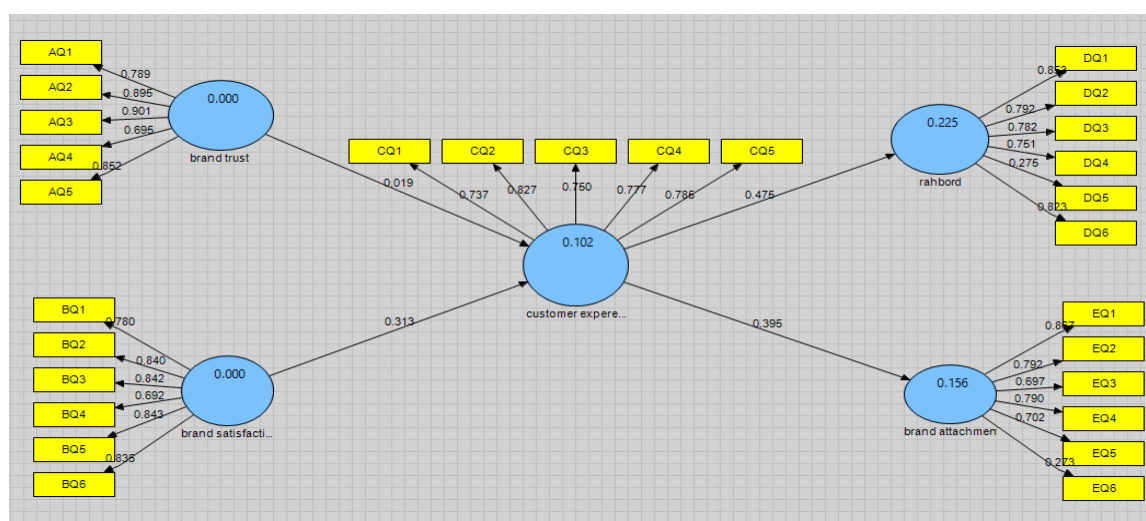 AQ1
AQ2
AQ3
AQ4
AQ5
0.789
0.895
0.901
0.695
0.852
0.000
brand trust
0.019
CQ1
CQ2
CQ3
CQ4
CQ5
0.737
0.827
0.750
0.777
0.785
0.102
customer expere...
0.475
0.225
rahbord
0.853
0.792
0.782
0.751
0.275
0.823
DQ1
DQ2
DQ3
DQ4
DQ5
DQ6
BQ1
BQ2
BQ3
BQ4
BQ5
BQ6
0.780
0.840
0.842
0.692
0.843
0.835
0.000
brand satisfacti...
0.313
0.395
0.156
brand attachmen
0.867
0.792
0.697
0.790
0.702
0.273
EQ1
EQ2
EQ3
EQ4
EQ5
EQ6